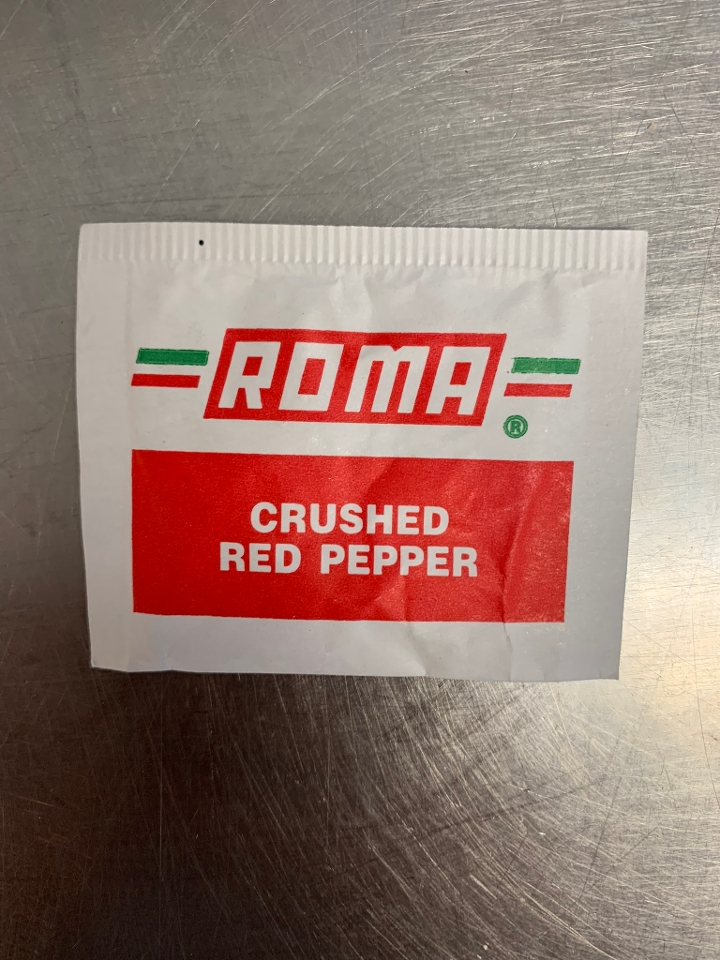 ROMA
®
CRUSHED
RED PEPPER